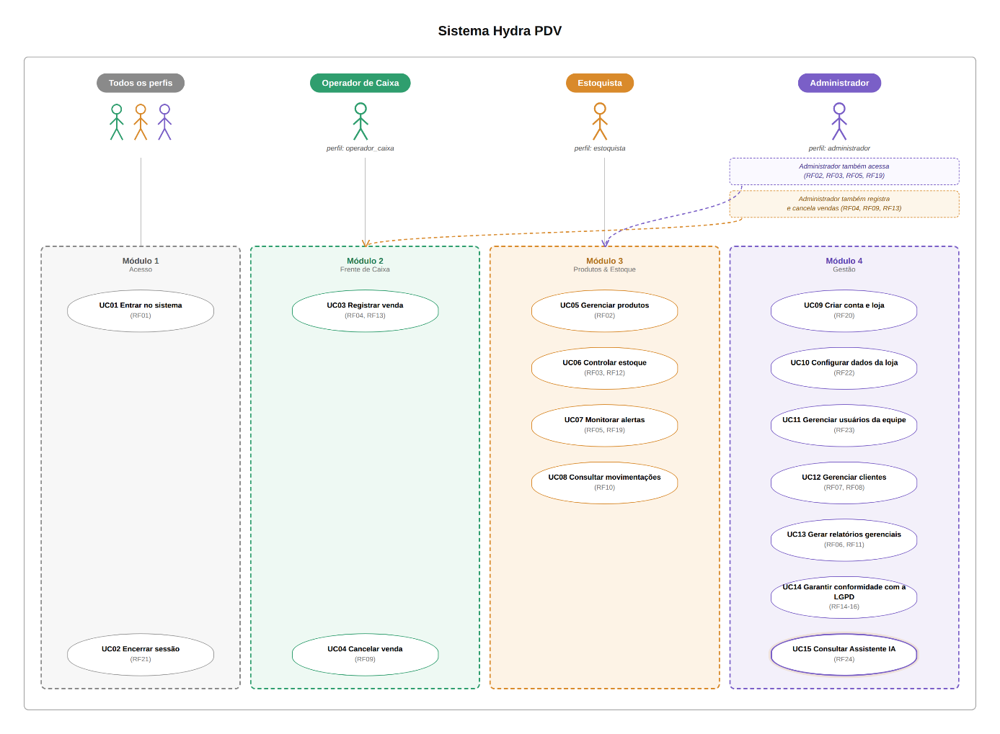 Sistema Hydra PDV
Todos os perfis
Operador de Caixa
perfil: operador_caixa
Estoquista
perfil: estoquista
Administrador
perfil: administrador
Administrador também acessa
(RF02, RF03, RF05, RF19)
Administrador também registra
e cancela vendas (RF04, RF09, RF13)
Módulo 1
Acesso
UC01 Entrar no sistema
(RF01)
UC02 Encerrar sessão
(RF21)
Módulo 2
Frente de Caixa
UC03 Registrar venda
(RF04, RF13)
UC04 Cancelar venda
(RF09)
Módulo 3
Produtos & Estoque
UC05 Gerenciar produtos
(RF02)
UC06 Controlar estoque
(RF03, RF12)
UC07 Monitorar alertas
(RF05, RF19)
UC08 Consultar movimentações
(RF10)
Módulo 4
Gestão
UC09 Criar conta e loja
(RF20)
UC10 Configurar dados da loja
(RF22)
UC11 Gerenciar usuários da equipe
(RF23)
UC12 Gerenciar clientes
(RF07, RF08)
UC13 Gerar relatórios gerenciais
(RF06, RF11)
UC14 Garantir conformidade com a
LGPD
(RF14-16)
UC15 Consultar Assistente IA
(RF24)